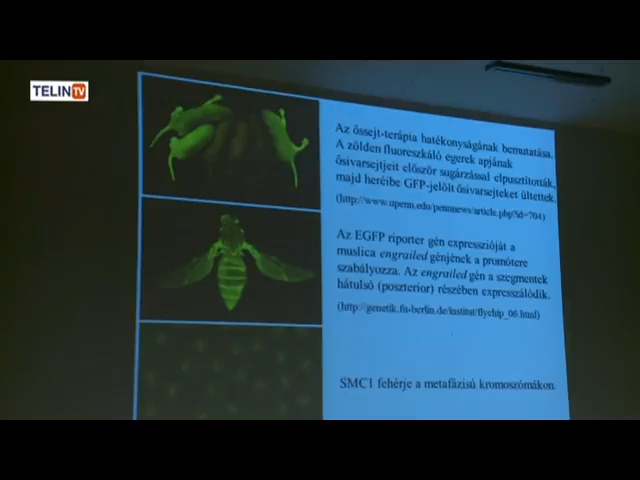 TELIN TV
Az őssejt-terápia hatékonyságának bemutatása.
A zölden fluoreszkáló egerek apjának
ősivarsejtjeit először sugárzással elpusztították,
majd heréibe GFP-jelölt ősivarsejteket ültettek.
(http://www.upenn.edu/pennnews/article.php?id=704)
Az EGFP riporter gén expresszióját a
muslica engrailed génjének a promótere
szabályozza. Az engrailed gén a szegmentek
hátulsó (poszterior) részében expresszálódik.
(http://genetik.fu-berlin.de/institut/flychip_06.html)
SMC1 fehérje a metafázisú kromoszómákon.